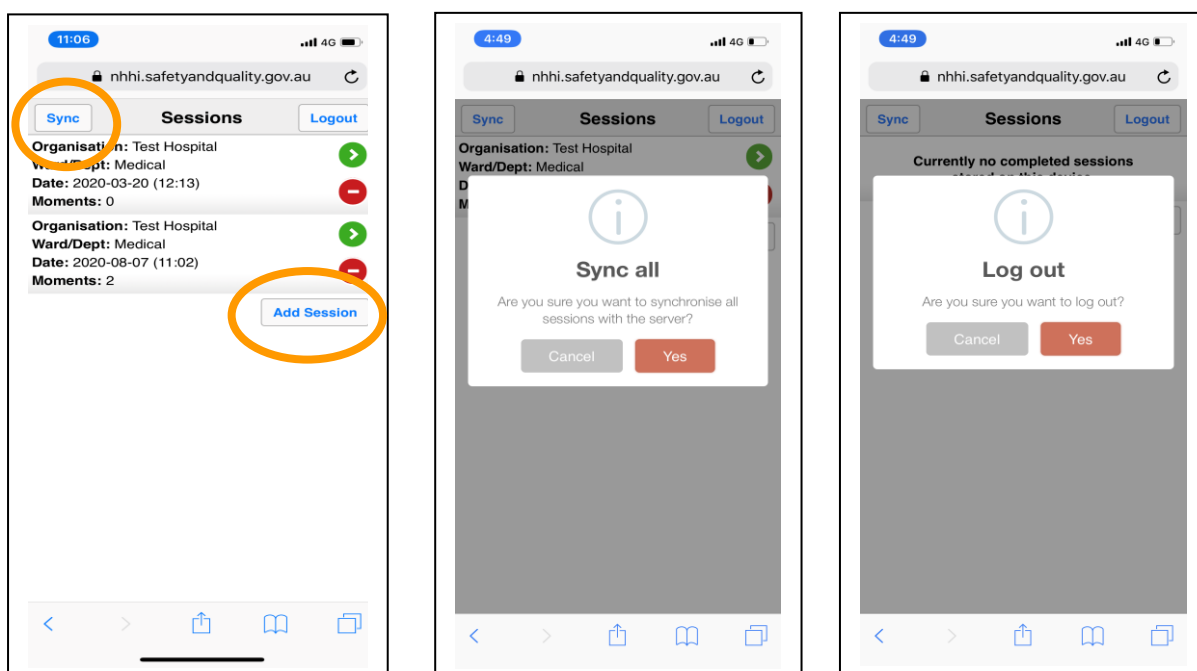 11:06
4G
nhhi.safetyandquality.gov.au
Sync
Sessions
Logout
Organisation: Test Hospital
Ward/Dept: Medical
Date: 2020-03-20 (12:13)
Moments: 0
Organisation: Test Hospital
Ward/Dept: Medical
Date: 2020-08-07 (11:02)
Moments: 2
Add Session
4:49
4G
nhhi.safetyandquality.gov.au
Sync
Sessions
Logout
Organisation: Test Hospital
Ward/Dept: Medical
D
M
Sync all
Are you sure you want to synchronise all
sessions with the server?
Cancel
Yes
4:49
4G
nhhi.safetyandquality.gov.au
Sync
Sessions
Logout
Currently no completed sessions
stored on this device
Log out
Are you sure you want to log out?
Cancel
Yes